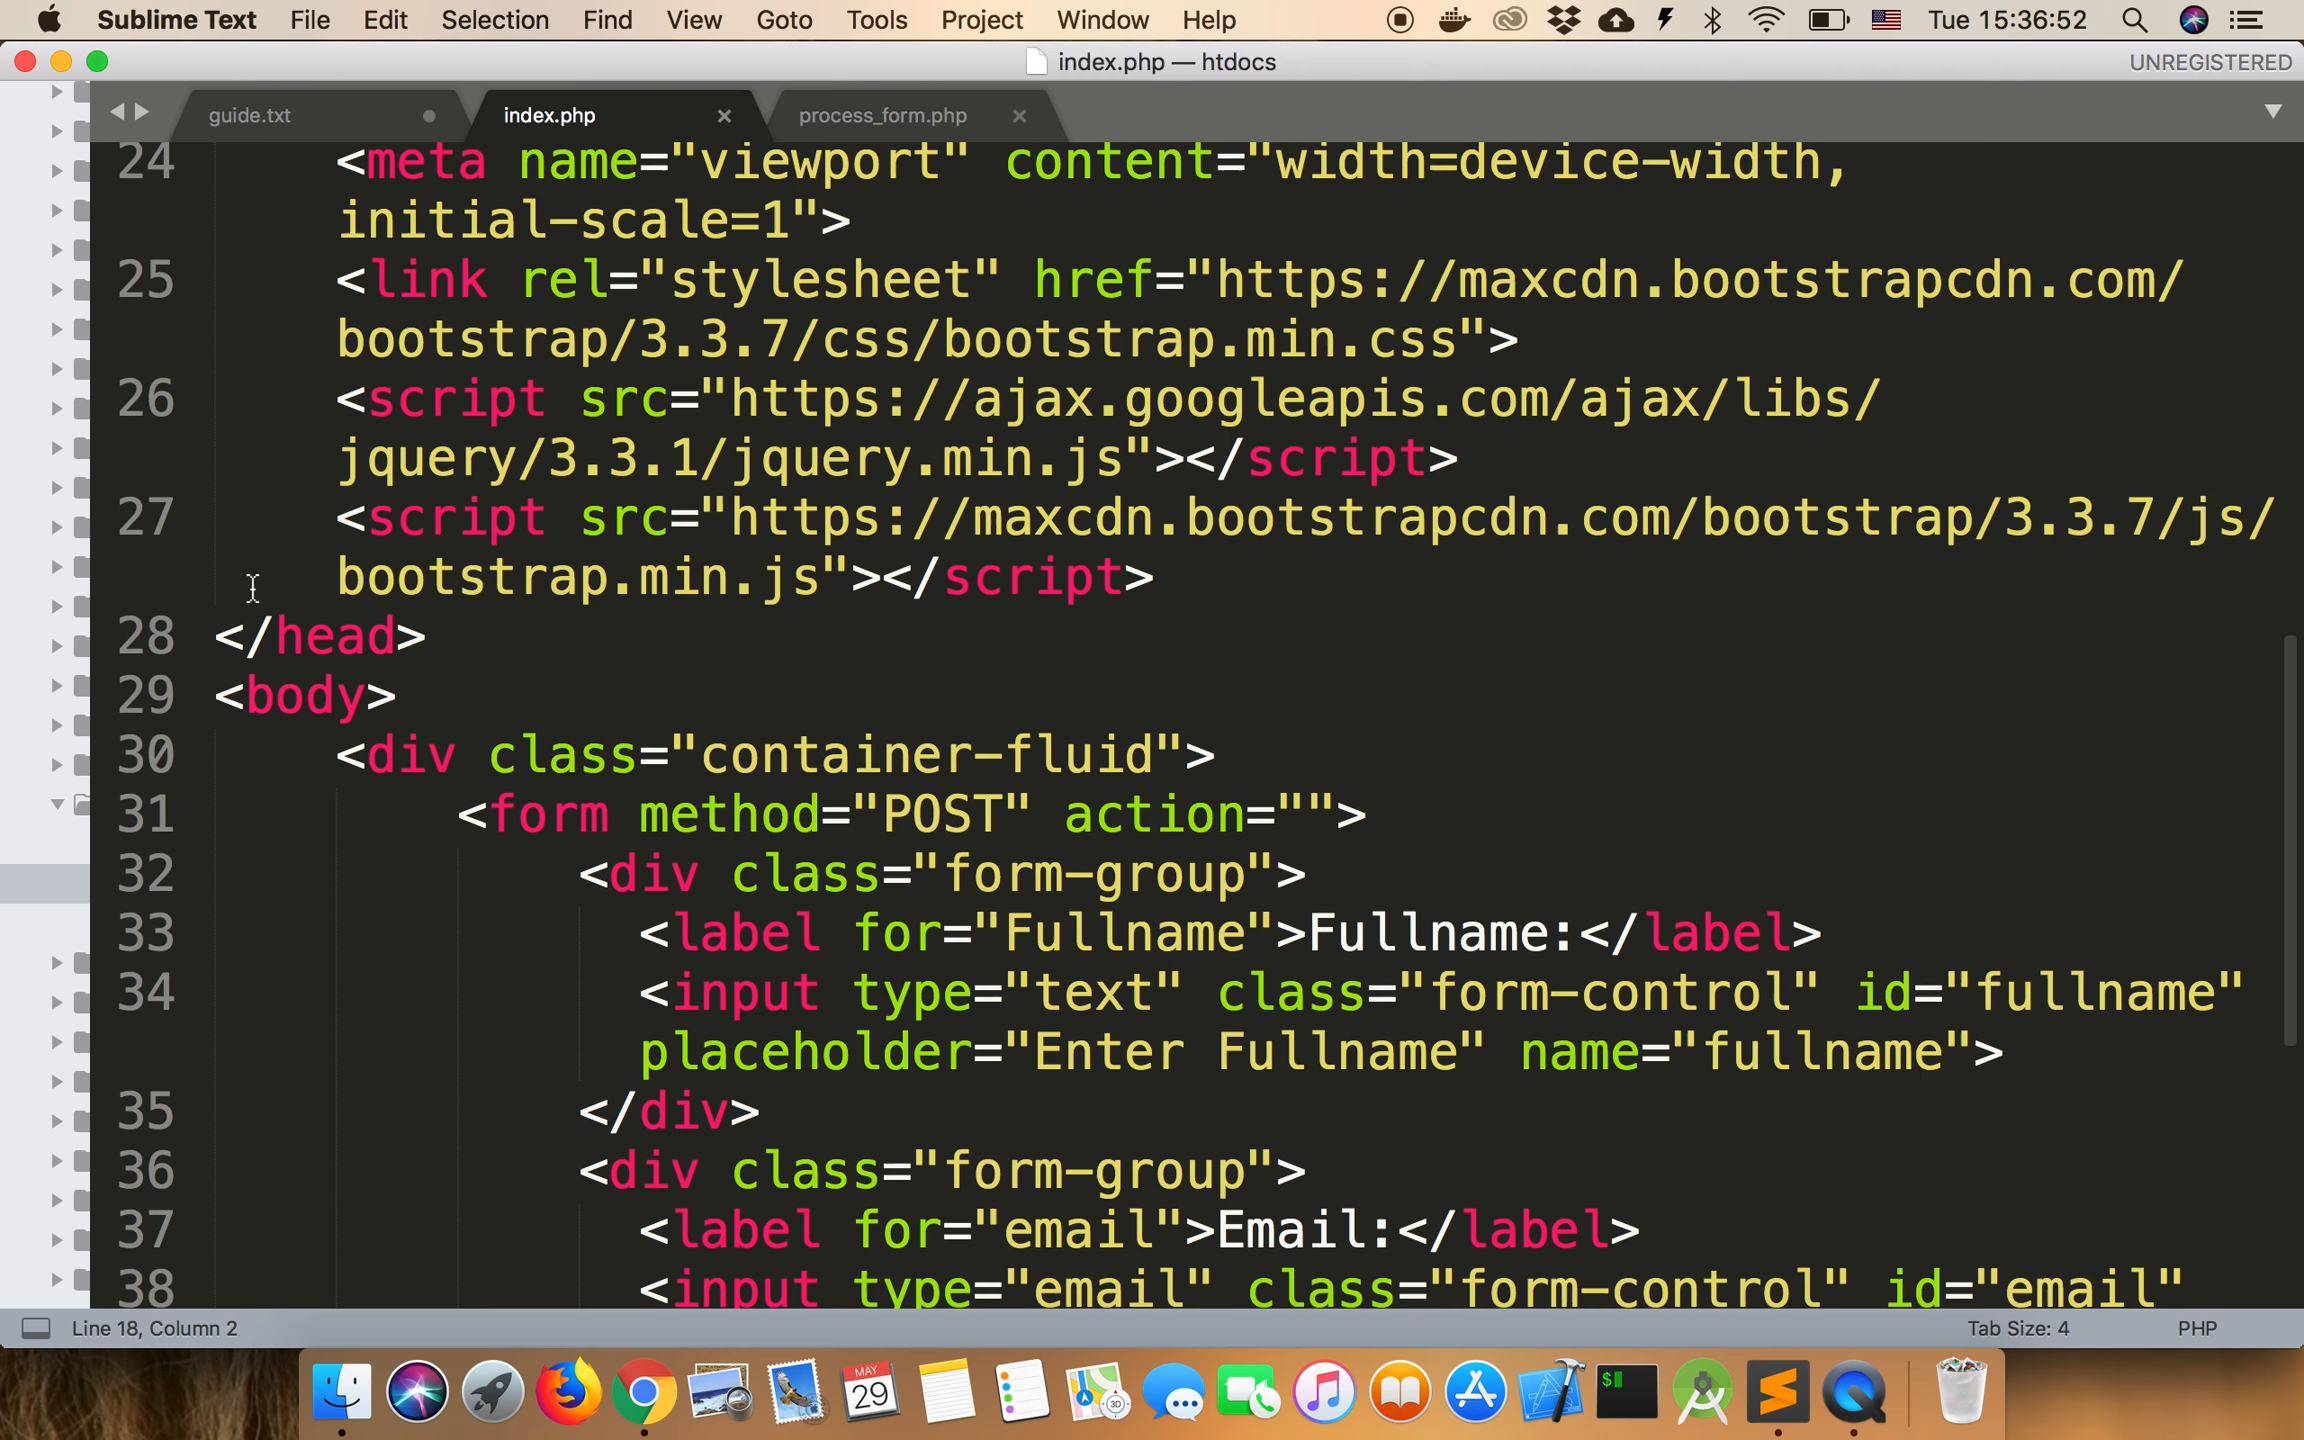 Sublime Text File Edit Selection Find View Goto Tools Project Window Help Tue 15:36:52
index.php — htdocs UNREGISTERED
guide.txt index.php process_form.php
24 <meta name="viewport" content="width=device-width,
initial-scale=1">
25 <link rel="stylesheet" href="https://maxcdn.bootstrapcdn.com/
bootstrap/3.3.7/css/bootstrap.min.css">
26 <script src="https://ajax.googleapis.com/ajax/libs/
jquery/3.3.1/jquery.min.js"></script>
27 <script src="https://maxcdn.bootstrapcdn.com/bootstrap/3.3.7/js/
bootstrap.min.js"></script>
28 </head>
29 <body>
30 <div class="container-fluid">
31 <form method="POST" action="">
32 <div class="form-group">
33 <label for="Fullname">Fullname:</label>
34 <input type="text" class="form-control" id="fullname"
placeholder="Enter Fullname" name="fullname">
35 </div>
36 <div class="form-group">
37 <label for="email">Email:</label>
38 <input type="email" class="form-control" id="email"
Line 18, Column 2 Tab Size: 4 PHP
MAY
29
3D
$